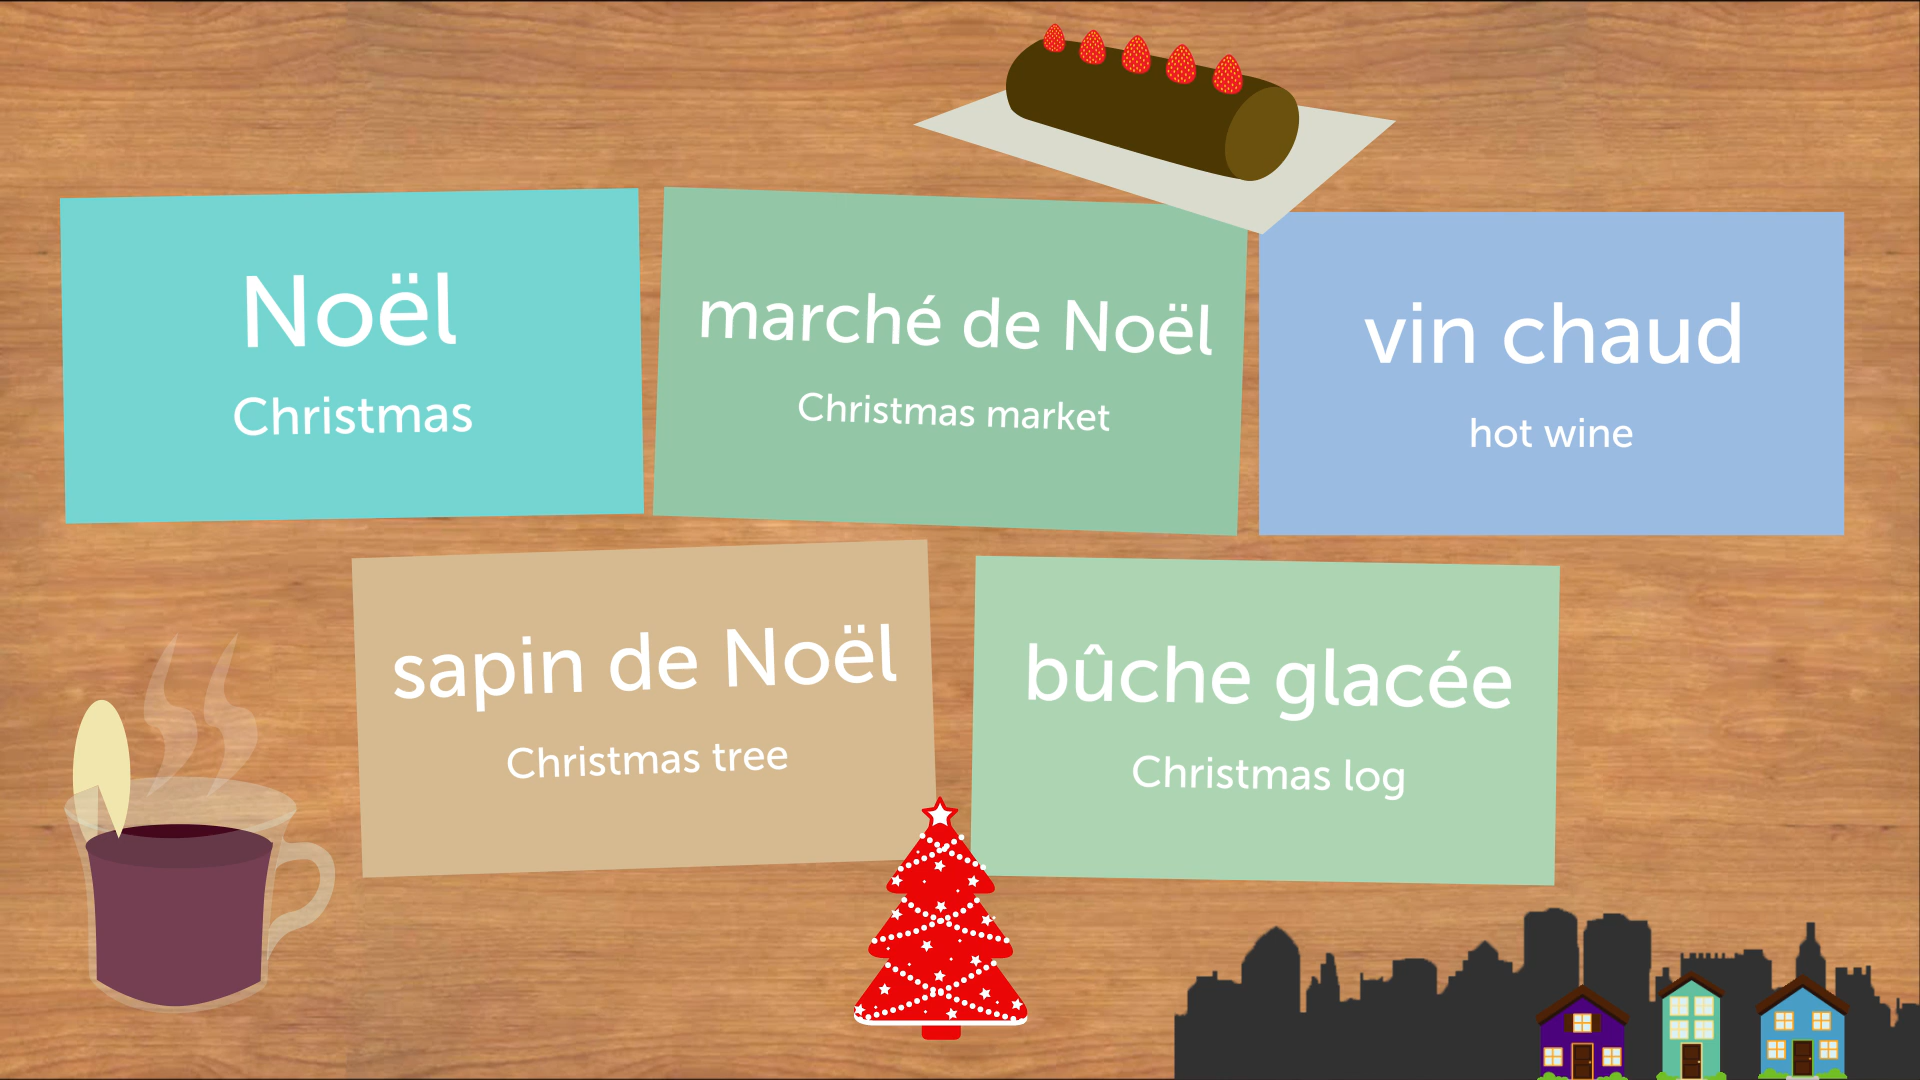 Noël
Christmas
marché de Noël
Christmas market
vin chaud
hot wine
sapin de Noël
Christmas tree
bûche glacée
Christmas log